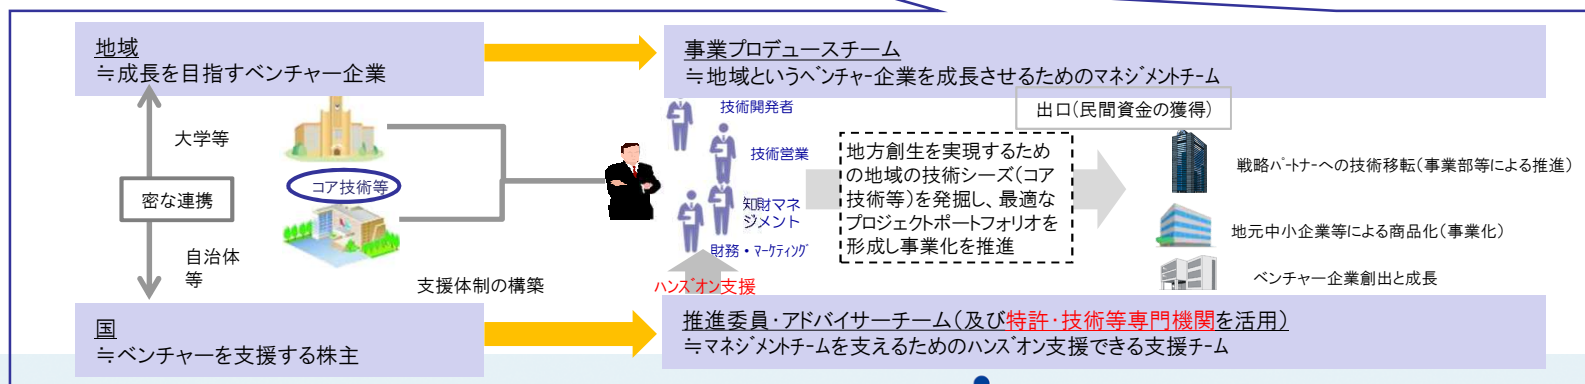 地域
≒成長を目指すベンチャー企業
事業プロデュースチーム
≒地域というベンチャー企業を成長させるためのマネジメントチーム
大学等
コア技術等
密な連携
自治体
等
支援体制の構築
技術開発者
技術営業
知財マネ
ジメント
財務・マーケティング
ハンズオン支援
地方創生を実現するため
の地域の技術シーズ(コア
技術等)を発掘し、最適な
プロジェクトポートフォリオを
形成し事業化を推進
出口(民間資金の獲得)
戦略パートナーへの技術移転(事業部等による推進)
地元中小企業等による商品化(事業化)
ベンチャー企業創出と成長
国
≒ベンチャーを支援する株主
推進委員・アドバイサーチーム(及び特許・技術等専門機関を活用)
≒マネジメントチームを支えるためのハンズオン支援できる支援チーム